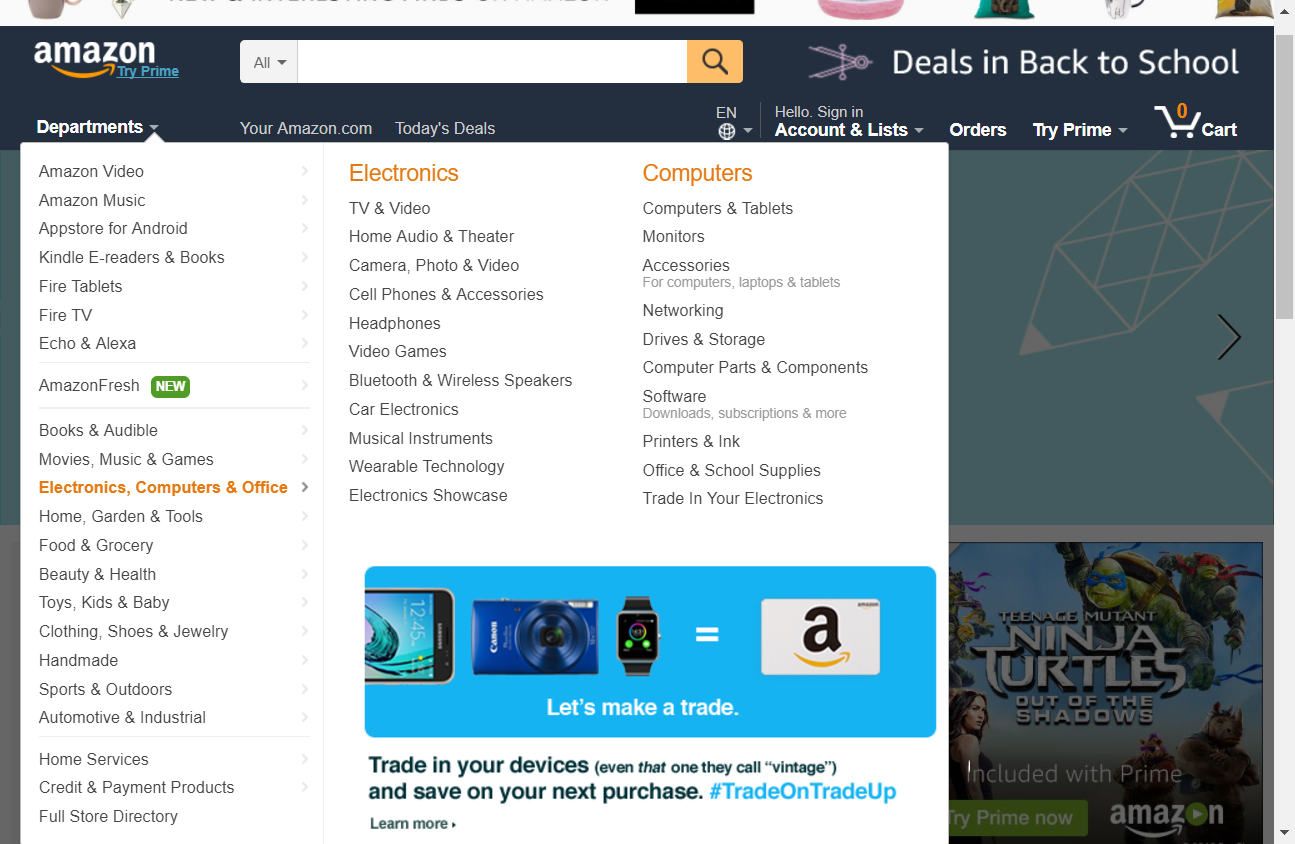 amazon
Try Prime
All
Deals in Back to School
Departments
Your Amazon.com
Today's Deals
EN
Hello. Sign in
Account & Lists
Orders
Try Prime
0
Cart
Amazon Video
Amazon Music
Appstore for Android
Kindle E-readers & Books
Fire Tablets
Fire TV
Echo & Alexa
AmazonFresh NEW
Books & Audible
Movies, Music & Games
Electronics, Computers & Office
Home, Garden & Tools
Food & Grocery
Beauty & Health
Toys, Kids & Baby
Clothing, Shoes & Jewelry
Handmade
Sports & Outdoors
Automotive & Industrial
Home Services
Credit & Payment Products
Full Store Directory
Electronics
TV & Video
Home Audio & Theater
Camera, Photo & Video
Cell Phones & Accessories
Headphones
Video Games
Bluetooth & Wireless Speakers
Car Electronics
Musical Instruments
Wearable Technology
Electronics Showcase
Computers
Computers & Tablets
Monitors
Accessories
For computers, laptops & tablets
Networking
Drives & Storage
Computer Parts & Components
Software
Downloads, subscriptions & more
Printers & Ink
Office & School Supplies
Trade In Your Electronics
12:45
SAMSUNG
Canon
=
amazon
a
Let's make a trade.
Trade in your devices (even that one they call “vintage”)
and save on your next purchase. #TradeOnTradeUp
Learn more
TEENAGE MUTANT
NINJA
TURTLES
OUT OF THE
SHADOWS
Included with Prime
Try Prime now
amazon